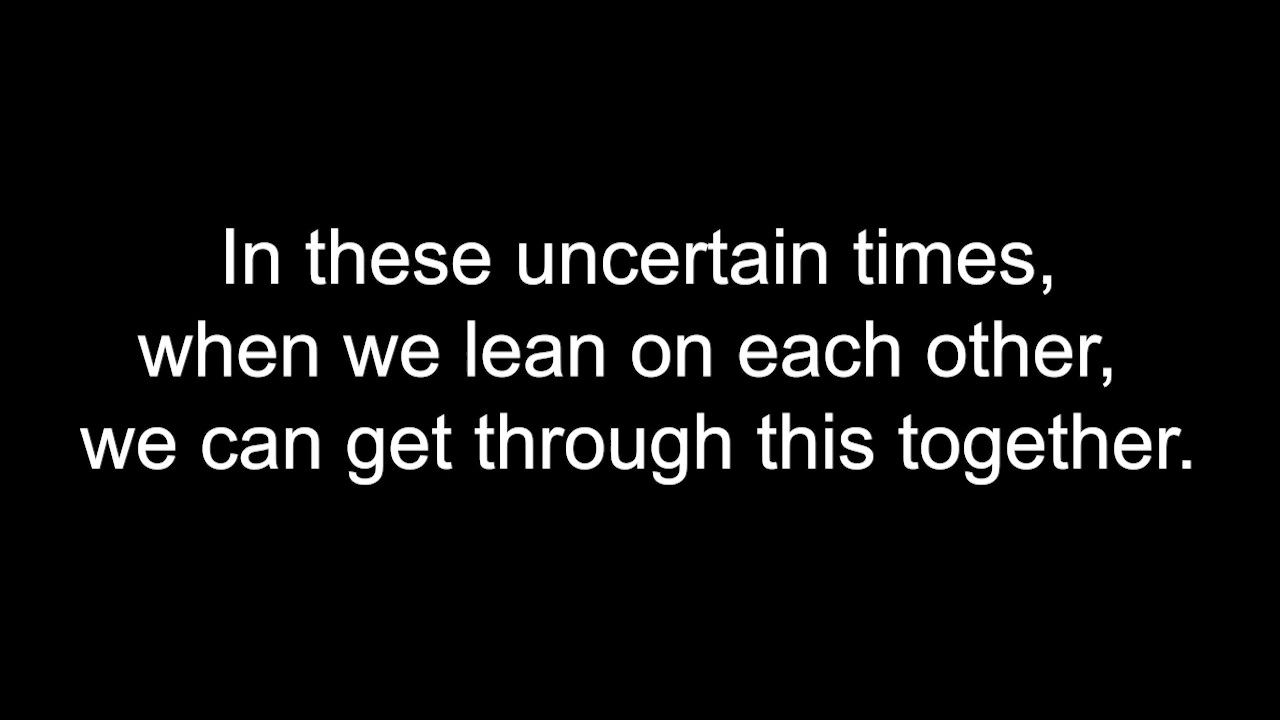 In these uncertain times,
when we lean on each other,
we can get through this together.